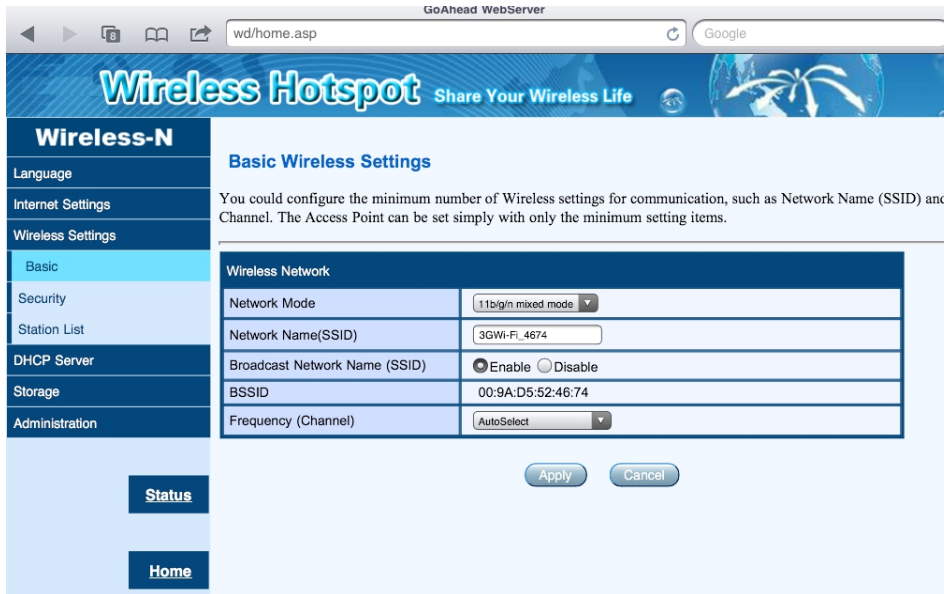 GoAhead WebServer
8
wd/home.asp
Google
Wireless Hotspot Share Your Wireless Life
Wireless-N
Language
Internet Settings
Wireless Settings
Basic
Security
Station List
DHCP Server
Storage
Administration
Status
Home
Basic Wireless Settings
You could configure the minimum number of Wireless settings for communication, such as Network Name (SSID) and
Channel. The Access Point can be set simply with only the minimum setting items.
Wireless Network
Network Mode 11b/g/n mixed mode
Network Name(SSID) 3GWi-Fi_4674
Broadcast Network Name (SSID) Enable Disable
BSSID 00:9A:D5:52:46:74
Frequency (Channel) AutoSelect
Apply Cancel